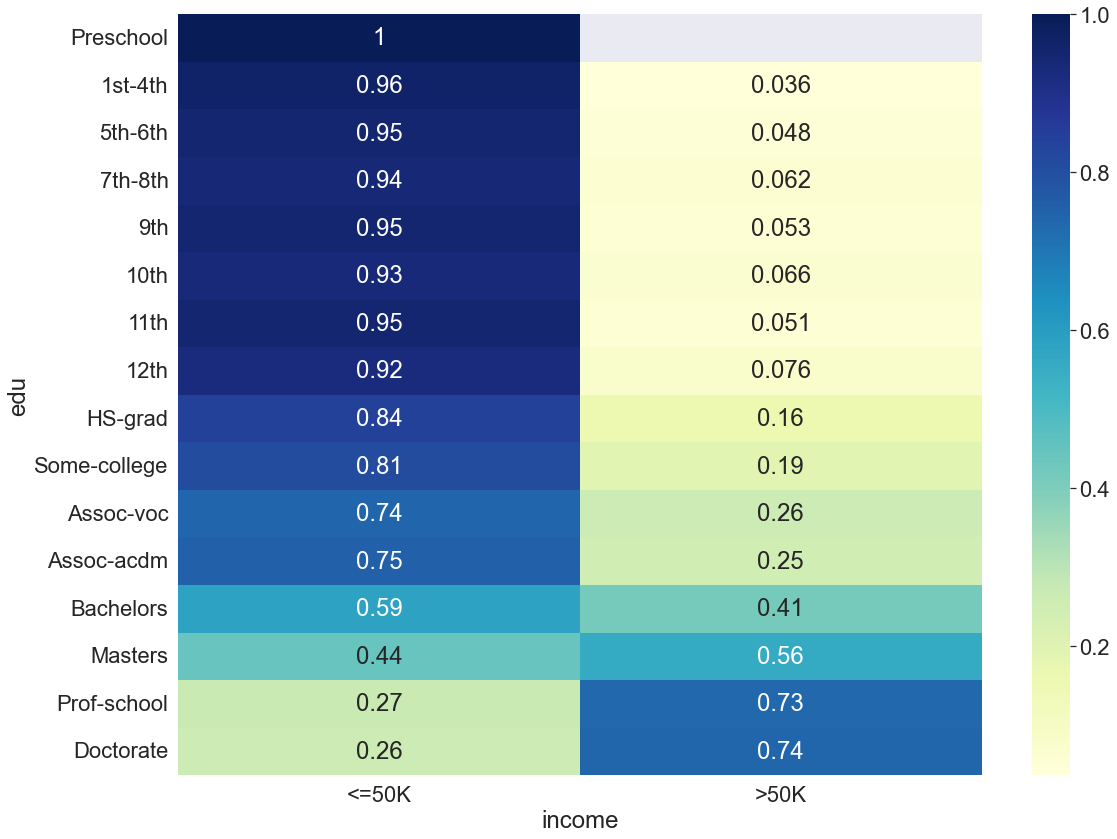 Preschool 1
1st-4th 0.96 0.036
5th-6th 0.95 0.048
7th-8th 0.94 0.062
9th 0.95 0.053
10th 0.93 0.066
11th 0.95 0.051
12th 0.92 0.076
HS-grad 0.84 0.16
Some-college 0.81 0.19
Assoc-voc 0.74 0.26
Assoc-acdm 0.75 0.25
Bachelors 0.59 0.41
Masters 0.44 0.56
Prof-school 0.27 0.73
Doctorate 0.26 0.74
<=50K >50K
income
edu
1.0
0.8
0.6
0.4
0.2